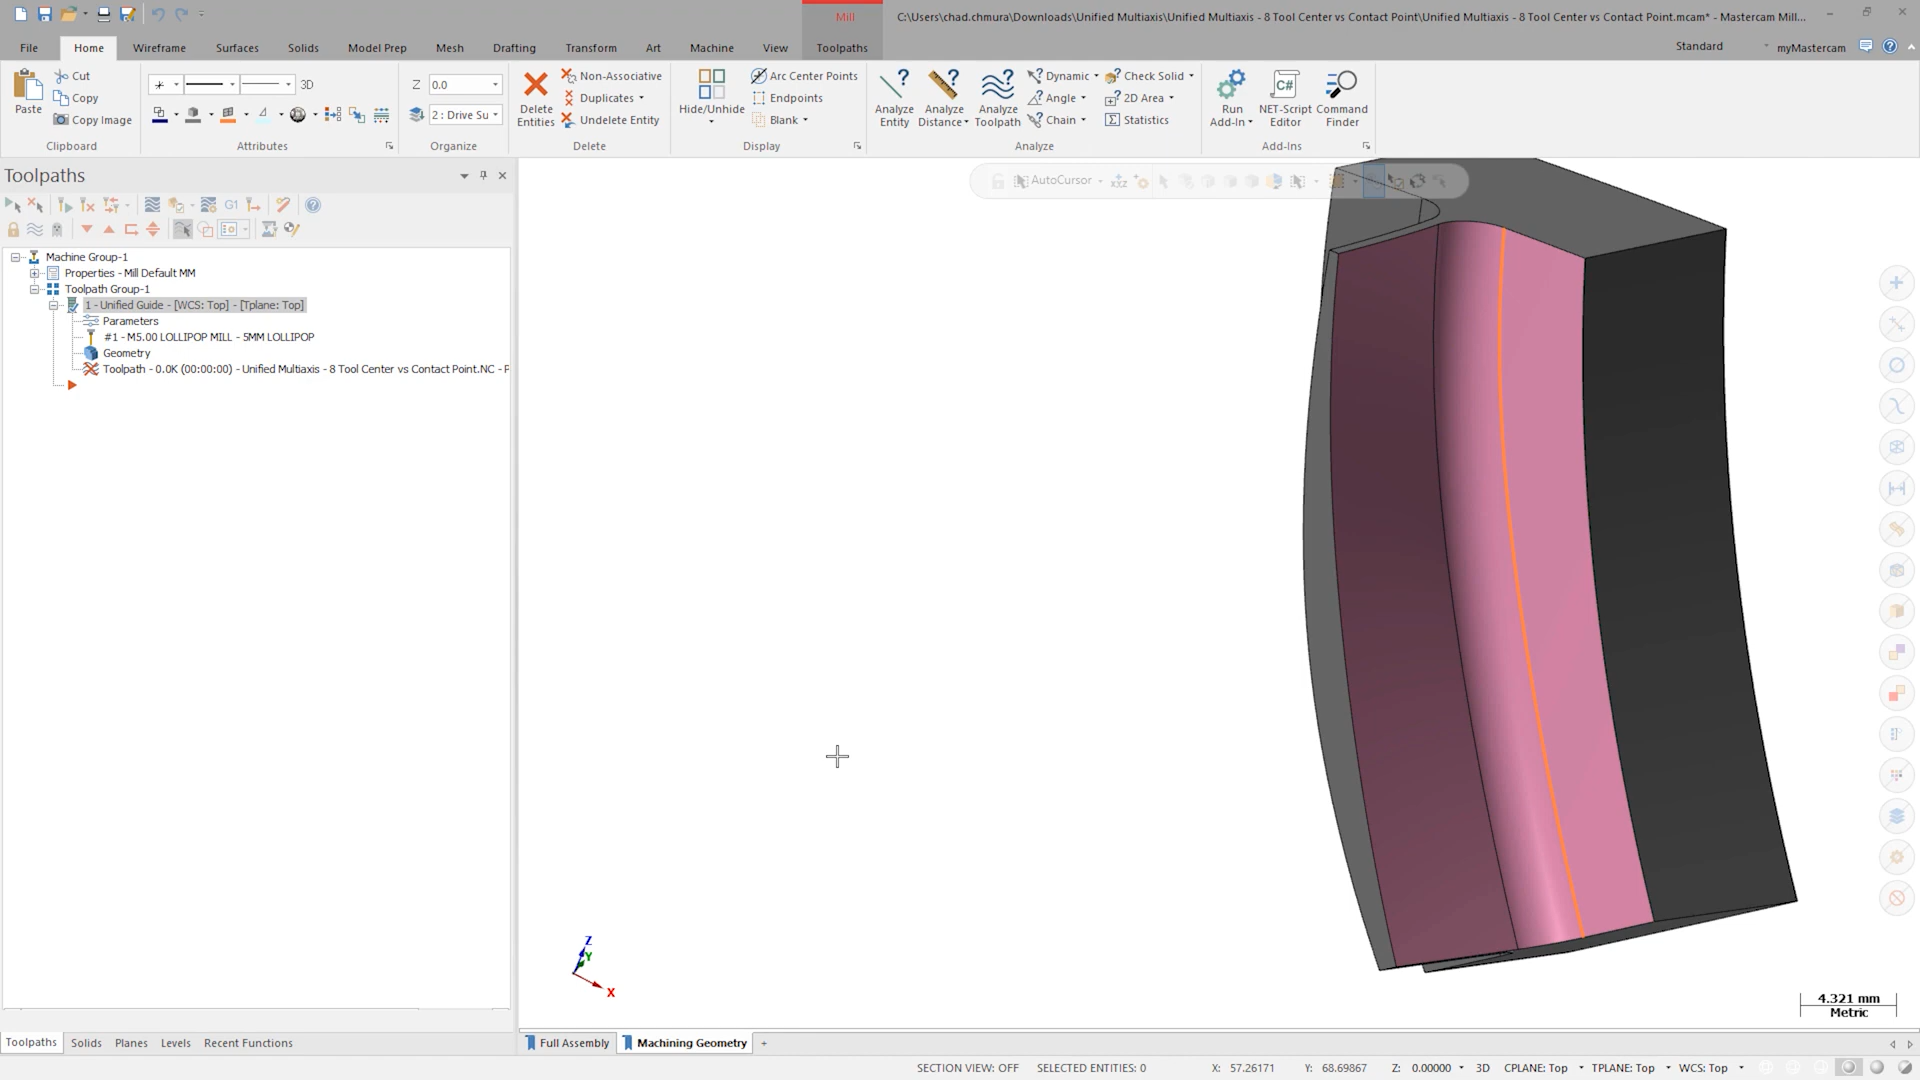 Mill
C:\Users\chad.chmura\Downloads\Unified Multiaxis\Unified Multiaxis - 8 Tool Center vs Contact Point\Unified Multiaxis - 8 Tool Center vs Contact Point.mcam* - Mastercam Mill...
File Home Wireframe Surfaces Solids Model Prep Mesh Drafting Transform Art Machine View Toolpaths Standard myMastercam
Paste
Cut
Copy
Copy Image
Clipboard
3D
Attributes
Z 0.0
2 : Drive Su
Organize
Delete Entities
Non-Associative
Duplicates
Undelete Entity
Delete
Hide/Unhide
Arc Center Points
Endpoints
Blank
Display
Analyze Entity
Analyze Distance
Analyze Toolpath
Dynamic
Angle
Chain
Check Solid
2D Area
Statistics
Analyze
Run Add-In
C#
NET-Script Editor
Command Finder
Add-Ins
Toolpaths
G1
AutoCursor
xyz
Machine Group-1
Properties - Mill Default MM
Toolpath Group-1
1 - Unified Guide - [WCS: Top] - [Tplane: Top]
Parameters
#1 - M5.00 LOLLIPOP MILL - 5MM LOLLIPOP
Geometry
Toolpath - 0.0K (00:00:00) - Unified Multiaxis - 8 Tool Center vs Contact Point.NC - P
Z
Y
X
4.321 mm
Metric
Toolpaths Solids Planes Levels Recent Functions
Full Assembly Machining Geometry +
SECTION VIEW: OFF SELECTED ENTITIES: 0 X: 57.26171 Y: 68.69867 Z: 0.00000 3D CPLANE: Top TPLANE: Top WCS: Top